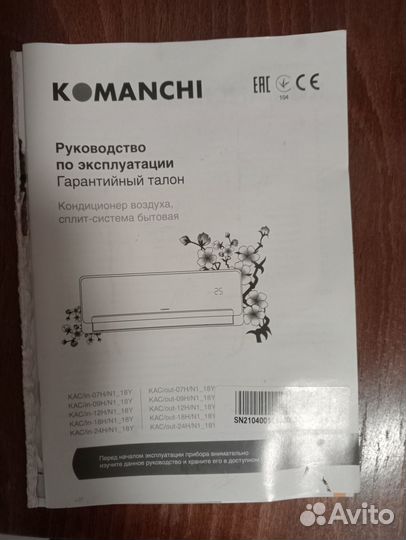 KOMANCHI
EAC CE
104
Руководство
по эксплуатации
Гарантийный талон
Кондиционер воздуха,
сплит-система бытовая
25
KAC/in-07H/N1_18Y KAC/out-07H/N1_18Y
KAC/in-09H/N1_18Y KAC/out-09H/N1_18Y
KAC/in-12H/N1_18Y KAC/out-12H/N1_18Y
KAC/in-18H/N1_18Y KAC/out-18H/N1_18Y
KAC/in-24H/N1_18Y KAC/out-24H/N1_18Y
Перед началом эксплуатации прибора внимательно
изучите данное руководство и храните его в доступном
Avito